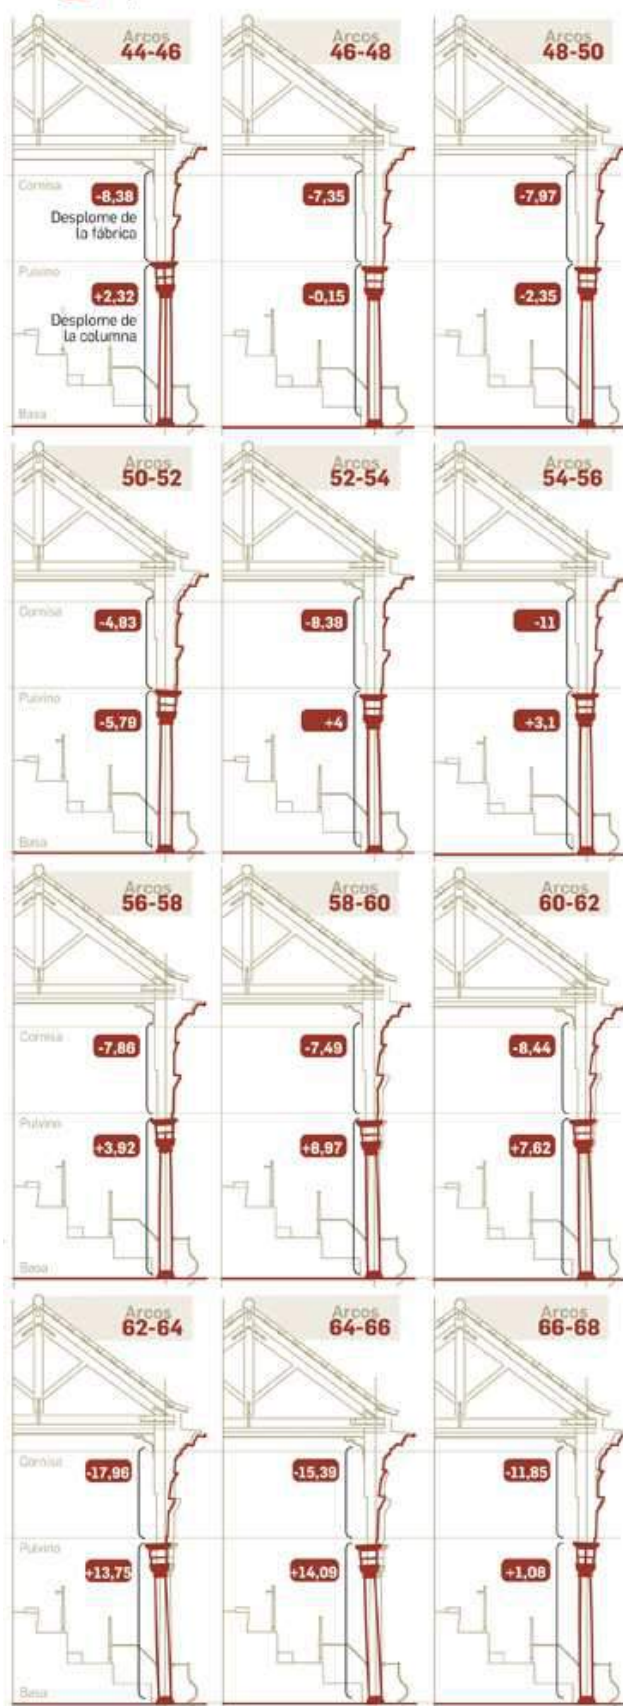 Arcos
44-46
Cornisa
-8,38
Desplome de
la fábrica
Pulvino
+2,32
Desplome de
la columna
Basa
Arcos
46-48
-7,35
-0,15
Arcos
48-50
-7,97
-2,35
Arcos
50-52
Cornisa
-4,83
Pulvino
-5,79
Basa
Arcos
52-54
-8,38
+4
Arcos
54-56
-11
+3,1
Arcos
56-58
Cornisa
-7,86
Pulvino
+3,92
Basa
Arcos
58-60
-7,49
+8,97
Arcos
60-62
-8,44
+7,62
Arcos
62-64
Cornisa
-17,96
Pulvino
+13,75
Basa
Arcos
64-66
-15,39
+14,09
Arcos
66-68
-11,85
+1,08